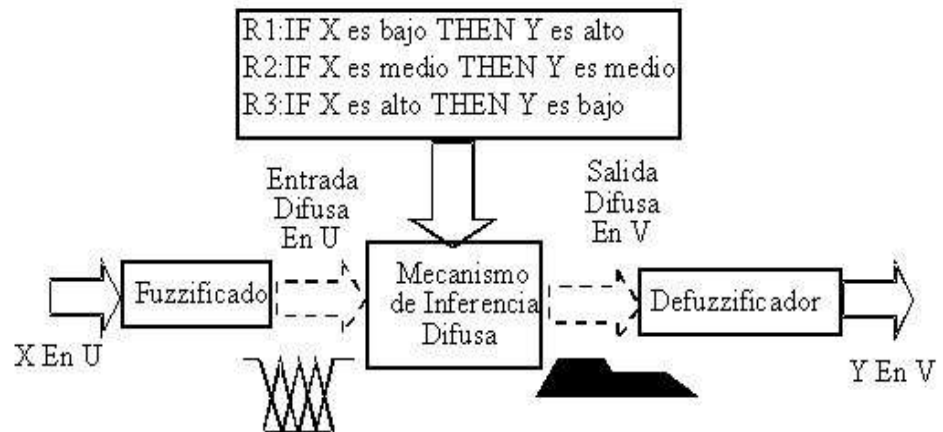 R1:IF X es bajo THEN Y es alto
R2:IF X es medio THEN Y es medio
R3:IF X es alto THEN Y es bajo
Entrada
Difusa
En U
Salida
Difusa
En V
Fuzzificado
Mecanismo
de Inferencia
Difusa
Defuzzificador
X En U
Y En V